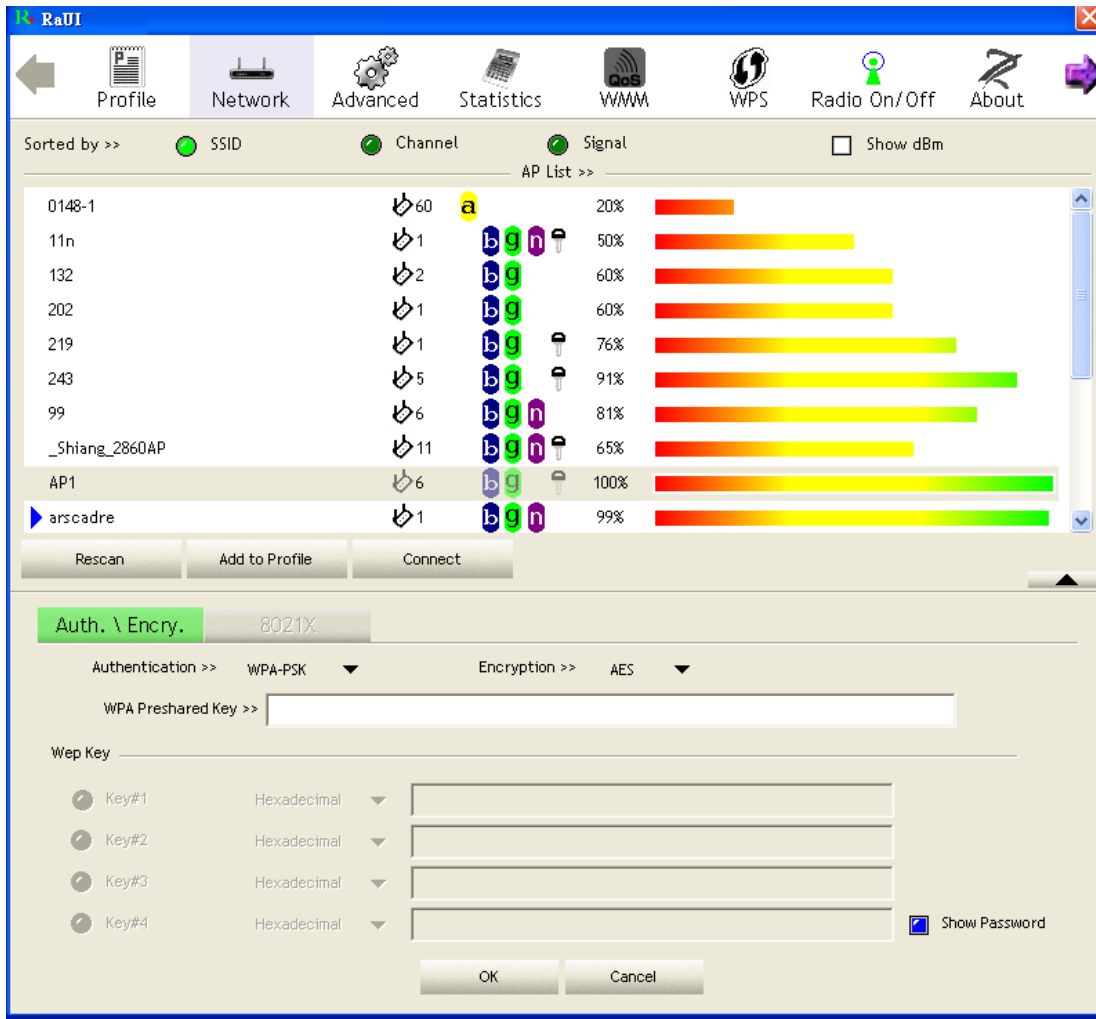 R RaUI
Profile Network Advanced Statistics QoS WMM WPS Radio On/Off About
Sorted by >> SSID Channel Signal Show dBm
AP List >>
0148-1 60 a 20%
11n 1 b g n 50%
132 2 b g 60%
202 1 b g 60%
219 1 b g 76%
243 5 b g 91%
99 6 b g n 81%
_Shiang_2860AP 11 b g n 65%
AP1 6 b g 100%
arscadre 1 b g n 99%
Rescan Add to Profile Connect
Auth. \ Encry. 8021X
Authentication >> WPA-PSK Encryption >> AES
WPA Preshared Key >>
Wep Key
Key#1 Hexadecimal
Key#2 Hexadecimal
Key#3 Hexadecimal
Key#4 Hexadecimal Show Password
OK Cancel